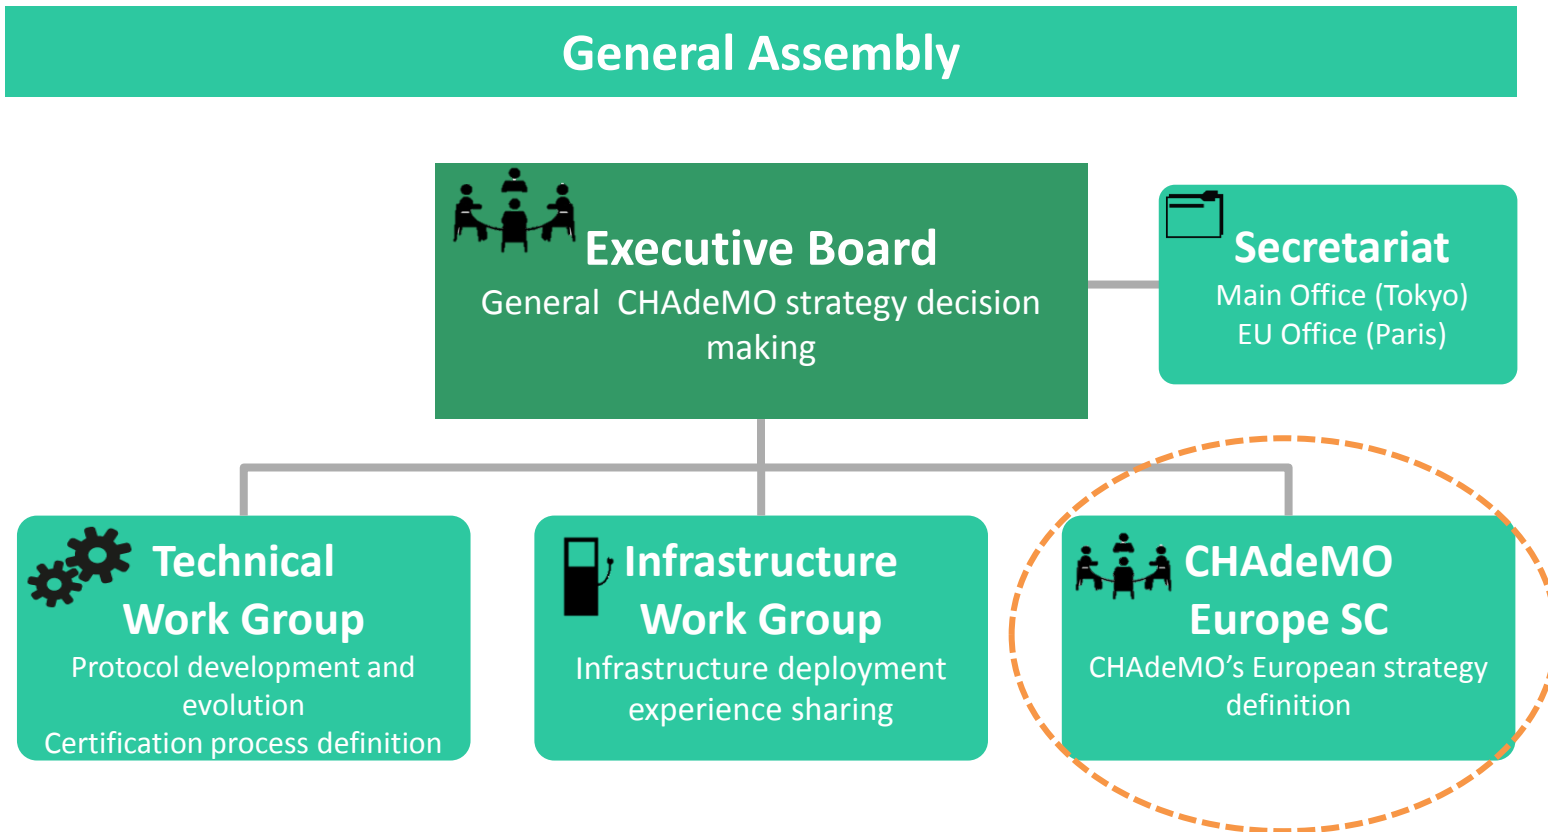 General Assembly
Executive Board
General CHAdeMO strategy decision
making
Secretariat
Main Office (Tokyo)
EU Office (Paris)
Technical
Work Group
Protocol development and
evolution
Certification process definition
Infrastructure
Work Group
Infrastructure deployment
experience sharing
CHAdeMO
Europe SC
CHAdeMO’s European strategy
definition